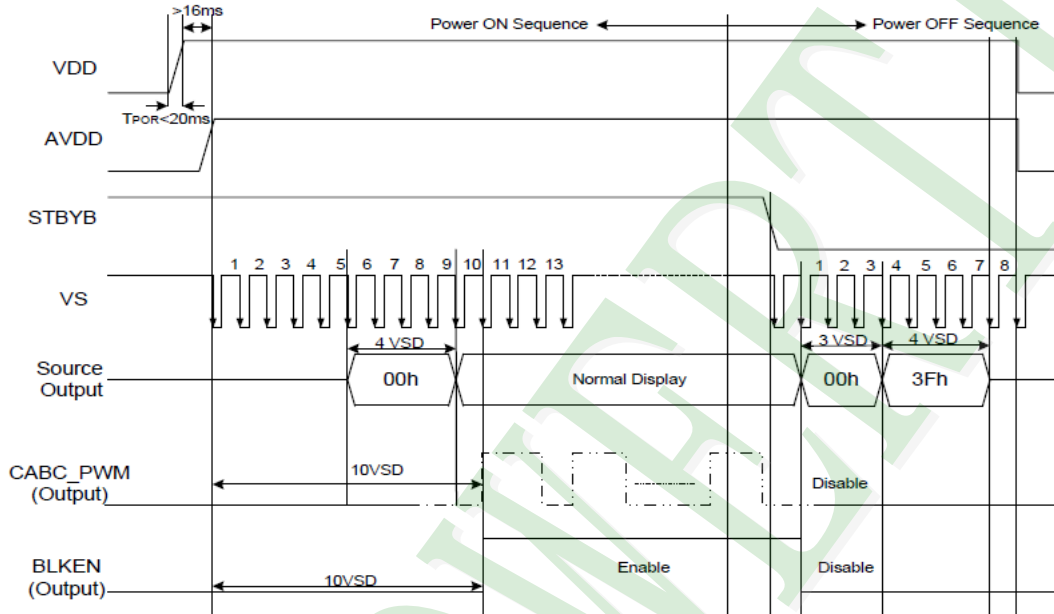 >16ms
Power ON Sequence
Power OFF Sequence
VDD
TPOR<20ms
AVDD
STBYB
1 2 3 4 5 6 7 8 9 10 11 12 13
1 2 3 4 5 6 7 8
VS
4 VSD
3 VSD
4 VSD
Source
Output
00h
Normal Display
00h
3Fh
10VSD
CABC_PWM
(Output)
Disable
BLKEN
(Output)
10VSD
Enable
Disable